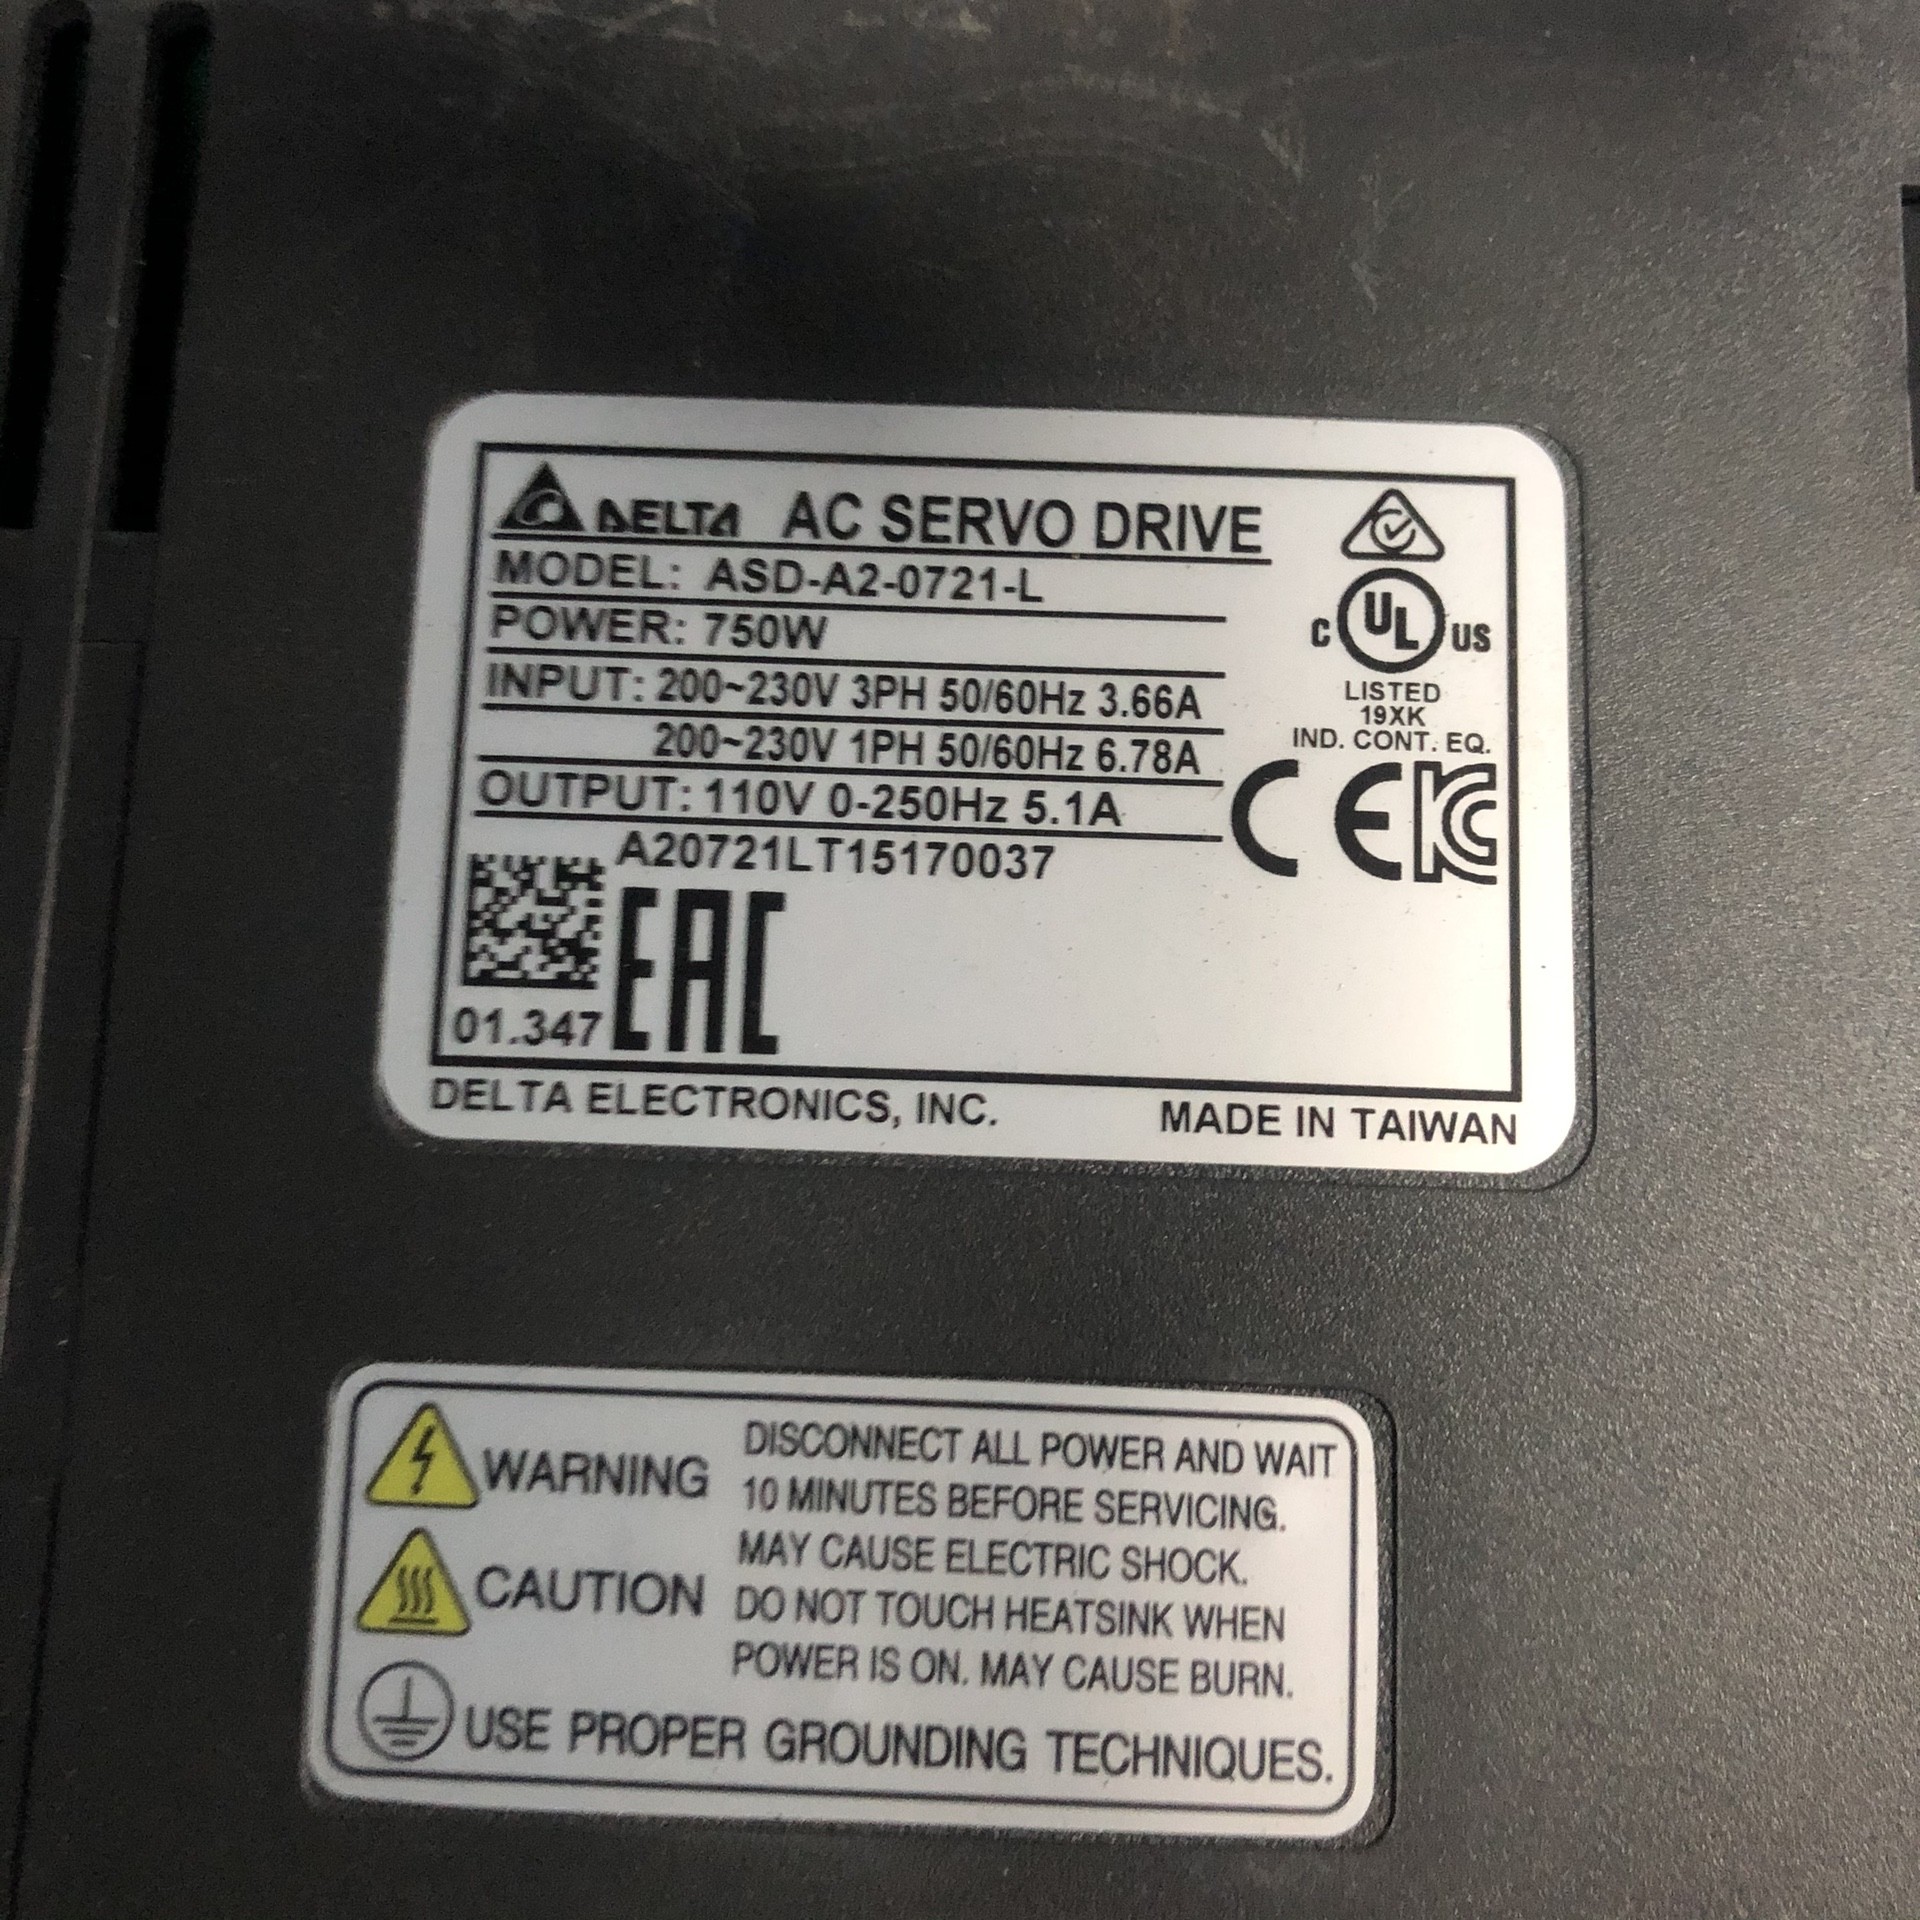 DELTA AC SERVO DRIVE
MODEL: ASD-A2-0721-L
POWER: 750W
INPUT: 200~230V 3PH 50/60Hz 3.66A
200~230V 1PH 50/60Hz 6.78A
OUTPUT: 110V 0-250Hz 5.1A
A20721LT15170037
EAC
01.347
C UL US
LISTED
19XK
IND. CONT. EQ.
CE KC
DELTA ELECTRONICS, INC. MADE IN TAIWAN
WARNING
DISCONNECT ALL POWER AND WAIT
10 MINUTES BEFORE SERVICING.
MAY CAUSE ELECTRIC SHOCK.
CAUTION
DO NOT TOUCH HEATSINK WHEN
POWER IS ON. MAY CAUSE BURN.
USE PROPER GROUNDING TECHNIQUES.